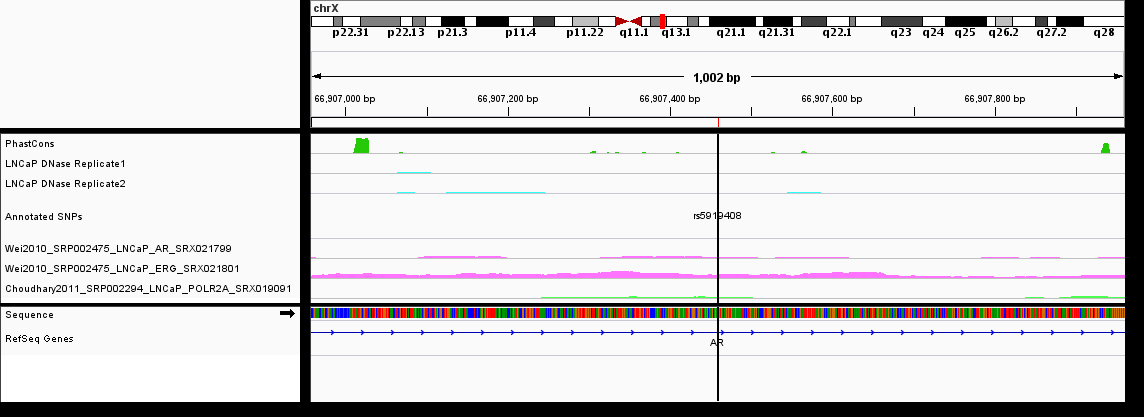 chrX
p22.31 p22.13 p21.3 p11.4 p11.22 q11.1 q13.1 q21.1 q21.31 q22.1 q23 q24 q25 q26.2 q27.2 q28
1,002 bp
66,907,000 bp 66,907,200 bp 66,907,400 bp 66,907,600 bp 66,907,800 bp
PhastCons
LNCaP DNase Replicate1
LNCaP DNase Replicate2
Annotated SNPs rs5919408
Wei2010_SRP002475_LNCaP_AR_SRX021799
Wei2010_SRP002475_LNCaP_ERG_SRX021801
Choudhary2011_SRP002294_LNCaP_POLR2A_SRX019091
Sequence
RefSeq Genes
AR